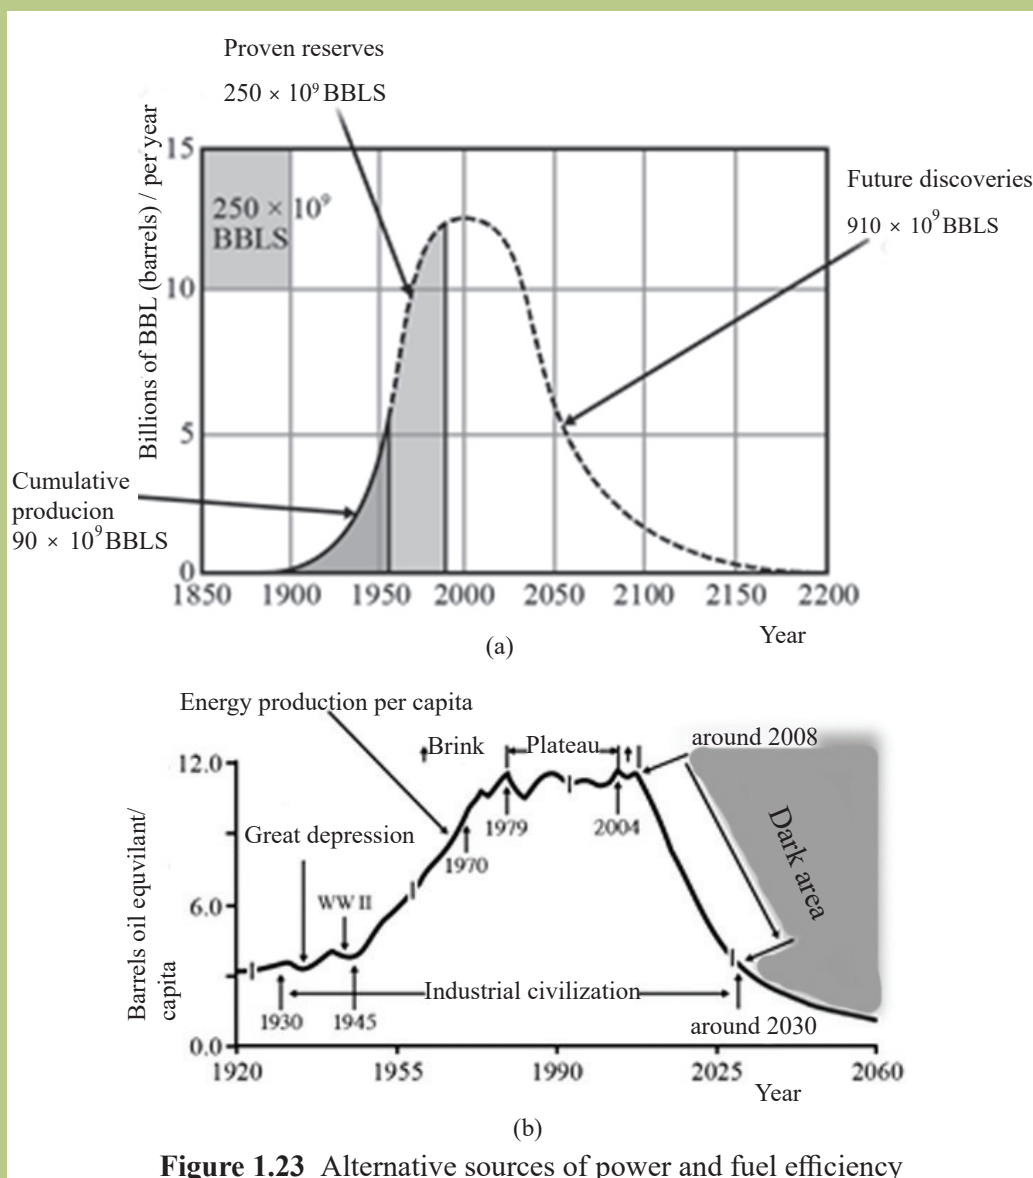 Proven reserves
250 × 10⁹ BBLS
Billions of BBL (barrels) / per year
15
250 × 10⁹
BBLS
Future discoveries
910 × 10⁹ BBLS
10
5
Cumulative
producion
90 × 10⁹ BBLS
0
1850 1900 1950 2000 2050 2100 2150 2200
Year
(a)
Energy production per capita
Brink
Plateau
around 2008
12.0
Great depression
1979
2004
1970
Dark area
WW II
Barrels oil equvilant/
capita
6.0
Industrial civilization
1930
1945
around 2030
0.0
1920 1955 1990 2025 2060
Year
(b)
Figure 1.23 Alternative sources of power and fuel efficiency